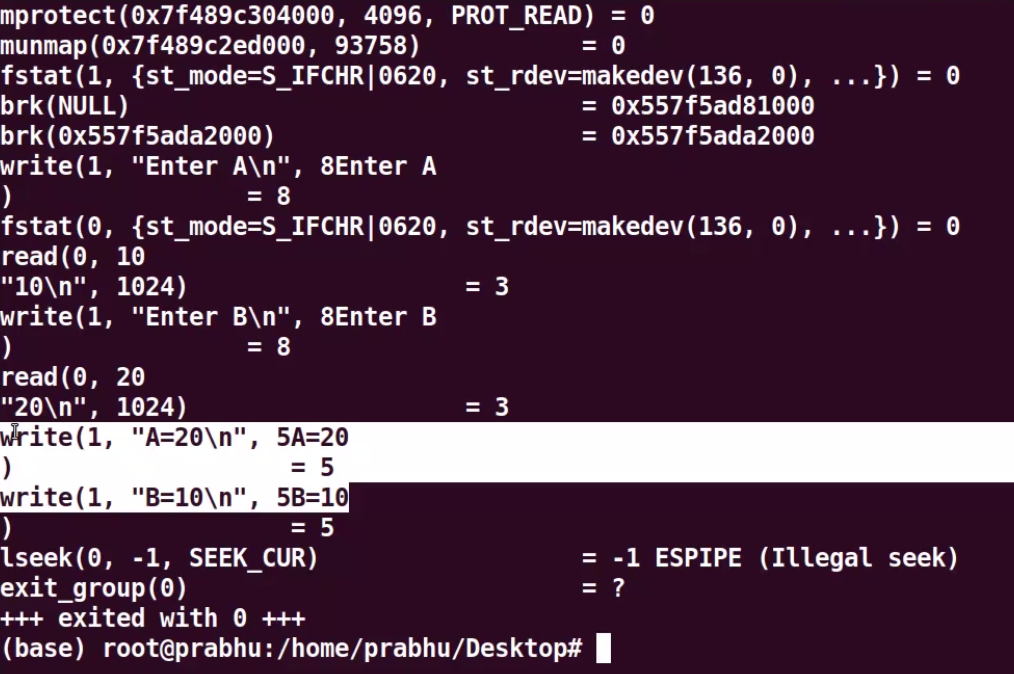 mprotect(0x7f489c304000, 4096, PROT_READ) = 0
munmap(0x7f489c2ed000, 93758)           = 0
fstat(1, {st_mode=S_IFCHR|0620, st_rdev=makedev(136, 0), ...}) = 0
brk(NULL)                               = 0x557f5ad81000
brk(0x557f5ada2000)                     = 0x557f5ada2000
write(1, "Enter A\n", 8Enter A
)                = 8
fstat(0, {st_mode=S_IFCHR|0620, st_rdev=makedev(136, 0), ...}) = 0
read(0, 10
"10\n", 1024)                   = 3
write(1, "Enter B\n", 8Enter B
)                = 8
read(0, 20
"20\n", 1024)                   = 3
write(1, "A=20\n", 5A=20
)                   = 5
write(1, "B=10\n", 5B=10
)                   = 5
lseek(0, -1, SEEK_CUR)                  = -1 ESPIPE (Illegal seek)
exit_group(0)                           = ?
+++ exited with 0 +++
(base) root@prabhu:/home/prabhu/Desktop#